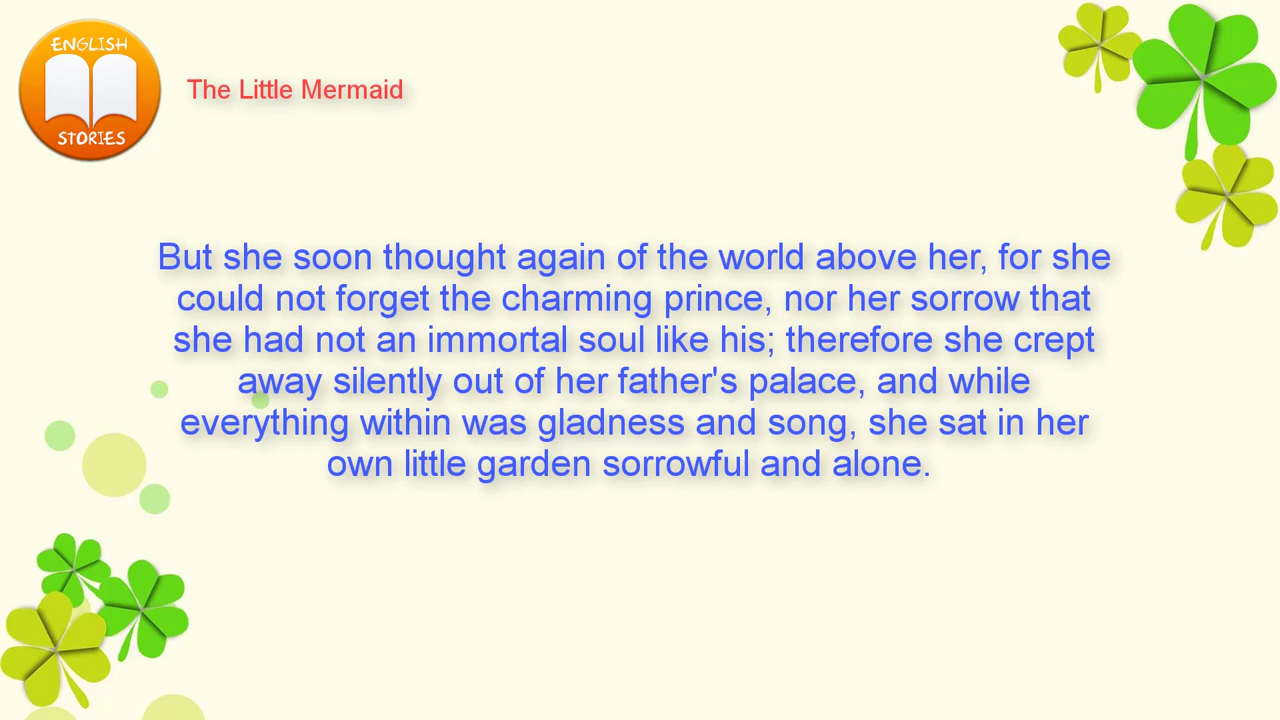 ENGLISH
STORIES
The Little Mermaid
But she soon thought again of the world above her, for she
could not forget the charming prince, nor her sorrow that
she had not an immortal soul like his; therefore she crept
away silently out of her father's palace, and while
everything within was gladness and song, she sat in her
own little garden sorrowful and alone.